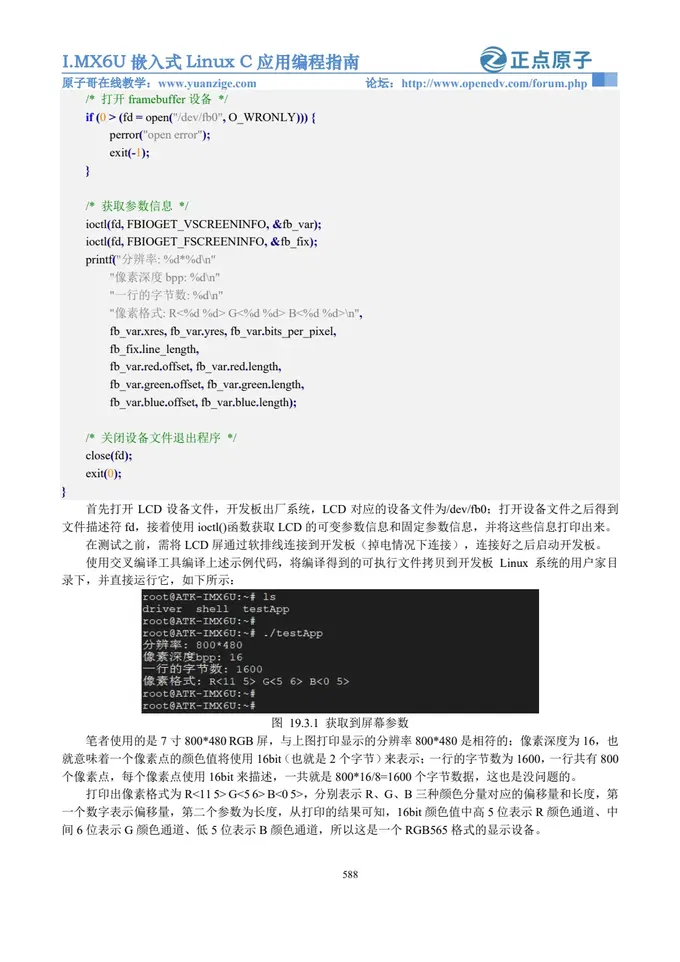 I.MX6U 嵌入式 Linux C 应用编程指南
正点原子
原子哥在线教学：www.yuanzige.com 论坛：http://www.openedv.com/forum.php
/* 打开 framebuffer 设备 */
if (0 > (fd = open("/dev/fb0", O_WRONLY))) {
perror("open error");
exit(-1);
}
/* 获取参数信息 */
ioctl(fd, FBIOGET_VSCREENINFO, &fb_var);
ioctl(fd, FBIOGET_FSCREENINFO, &fb_fix);
printf("分辨率: %d*%d\n"
"像素深度 bpp: %d\n"
"一行的字节数: %d\n"
"像素格式: R<%d %d> G<%d %d> B<%d %d>\n",
fb_var.xres, fb_var.yres, fb_var.bits_per_pixel,
fb_fix.line_length,
fb_var.red.offset, fb_var.red.length,
fb_var.green.offset, fb_var.green.length,
fb_var.blue.offset, fb_var.blue.length);
/* 关闭设备文件退出程序 */
close(fd);
exit(0);
}
首先打开 LCD 设备文件，开发板出厂系统，LCD 对应的设备文件为/dev/fb0；打开设备文件之后得到
文件描述符 fd，接着使用 ioctl()函数获取 LCD 的可变参数信息和固定参数信息，并将这些信息打印出来。
在测试之前，需将 LCD 屏通过软排线连接到开发板（掉电情况下连接），连接好之后启动开发板。
使用交叉编译工具编译上述示例代码，将编译得到的可执行文件拷贝到开发板 Linux 系统的用户家目
录下，并直接运行它，如下所示：
root@ATK-IMX6U:~# ls
driver shell testApp
root@ATK-IMX6U:~#
root@ATK-IMX6U:~# ./testApp
分辨率: 800*480
像素深度bpp: 16
一行的字节数: 1600
像素格式: R<11 5> G<5 6> B<0 5>
root@ATK-IMX6U:~#
root@ATK-IMX6U:~#
图 19.3.1 获取到屏幕参数
笔者使用的是 7 寸 800*480 RGB 屏，与上图打印显示的分辨率 800*480 是相符的；像素深度为 16，也
就意味着一个像素点的颜色值将使用 16bit（也就是 2 个字节）来表示；一行的字节数为 1600，一行共有 800
个像素点，每个像素点使用 16bit 来描述，一共就是 800*16/8=1600 个字节数据，这也是没问题的。
打印出像素格式为 R<11 5> G<5 6> B<0 5>，分别表示 R、G、B 三种颜色分量对应的偏移量和长度，第
一个数字表示偏移量，第二个参数为长度，从打印的结果可知，16bit 颜色值中高 5 位表示 R 颜色通道、中
间 6 位表示 G 颜色通道、低 5 位表示 B 颜色通道，所以这是一个 RGB565 格式的显示设备。
588